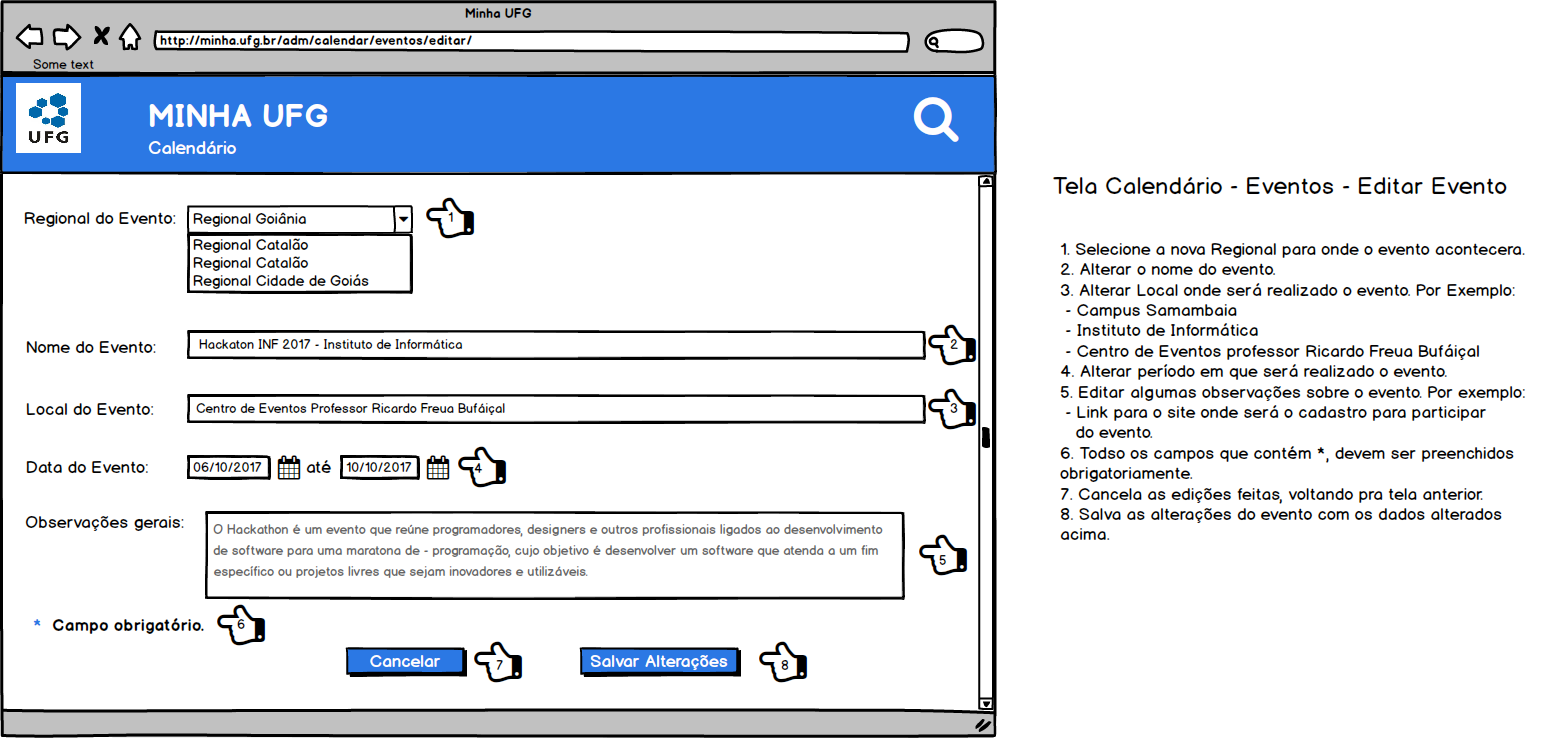 Minha UFG
http://minha.ufg.br/adm/calendar/eventos/editar/
Some text
UFG
MINHA UFG
Calendário
Regional do Evento:
Regional Goiânia
1
Regional Catalão
Regional Catalão
Regional Cidade de Goiás
Nome do Evento:
Hackaton INF 2017 - Instituto de Informática
2
Local do Evento:
Centro de Eventos Professor Ricardo Freua Bufáiçal
3
Data do Evento:
06/10/2017 até 10/10/2017
4
Observações gerais:
O Hackathon é um evento que reúne programadores, designers e outros profissionais ligados ao desenvolvimento
de software para uma maratona de - programação, cujo objetivo é desenvolver um software que atenda a um fim
específico ou projetos livres que sejam inovadores e utilizáveis.
5
* Campo obrigatório.
6
Cancelar
7
Salvar Alterações
8
Tela Calendário - Eventos - Editar Evento
1. Selecione a nova Regional para onde o evento acontecera.
2. Alterar o nome do evento.
3. Alterar Local onde será realizado o evento. Por Exemplo:
- Campus Samambaia
- Instituto de Informática
- Centro de Eventos professor Ricardo Freua Bufáiçal
4. Alterar período em que será realizado o evento.
5. Editar algumas observações sobre o evento. Por exemplo:
- Link para o site onde será o cadastro para participar
do evento.
6. Todso os campos que contém *, devem ser preenchidos
obrigatoriamente.
7. Cancela as edições feitas, voltando pra tela anterior.
8. Salva as alterações do evento com os dados alterados
acima.